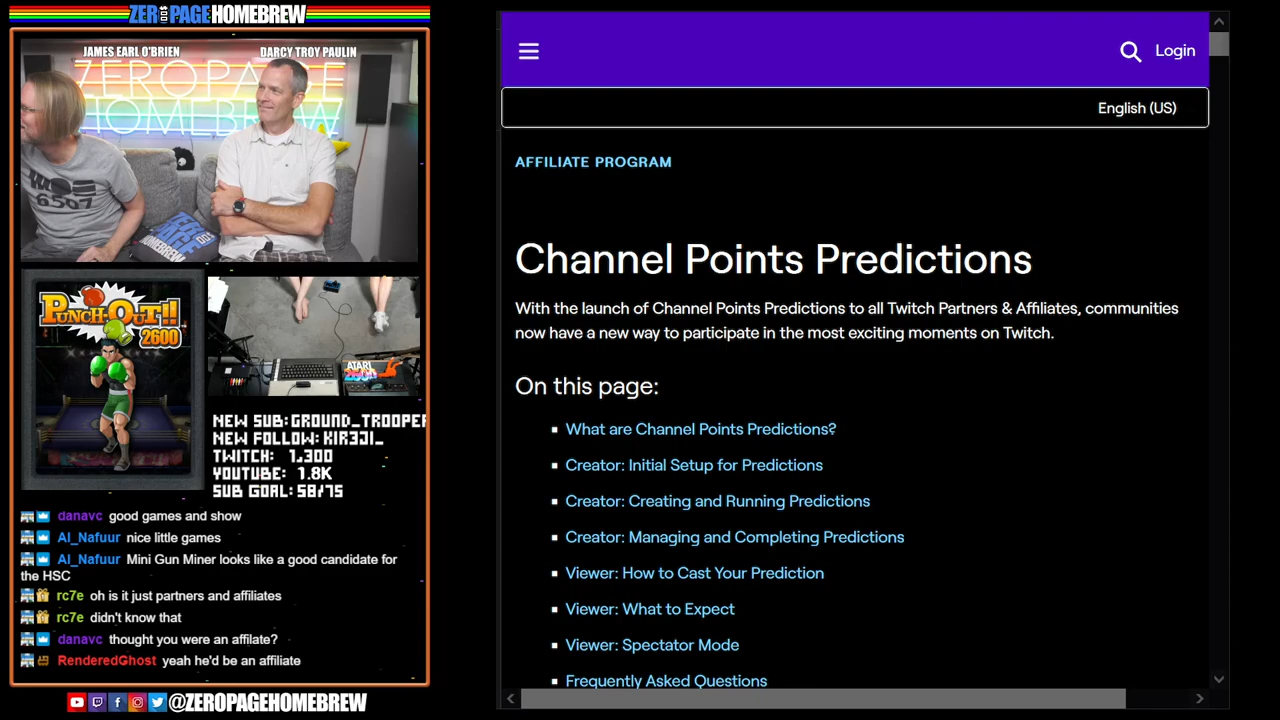 ZEROPAGEHOMEBREW
JAMES EARL O'BRIEN
DARCY TROY PAULIN
ZEROPAGE
HOMEBREW
6507
ZERO
PAGE
HOMEBREW
PUNCH-OUT!!
2600
ATARI
2600
NEW SUB: GROUND_TROOPER
NEW FOLLOW: KIR3JI_
TWITCH: 1,300
YOUTUBE: 1.8K
SUB GOAL: 58/75
danavc good games and show
Al_Nafuur nice little games
Al_Nafuur Mini Gun Miner looks like a good candidate for
the HSC
rc7e oh is it just partners and affiliates
rc7e didn't know that
danavc thought you were an affilate?
RenderedGhost yeah he'd be an affiliate
@ZEROPAGEHOMEBREW
Login
English (US)
AFFILIATE PROGRAM
Channel Points Predictions
With the launch of Channel Points Predictions to all Twitch Partners & Affiliates, communities
now have a new way to participate in the most exciting moments on Twitch.
On this page:
What are Channel Points Predictions?
Creator: Initial Setup for Predictions
Creator: Creating and Running Predictions
Creator: Managing and Completing Predictions
Viewer: How to Cast Your Prediction
Viewer: What to Expect
Viewer: Spectator Mode
Frequently Asked Questions